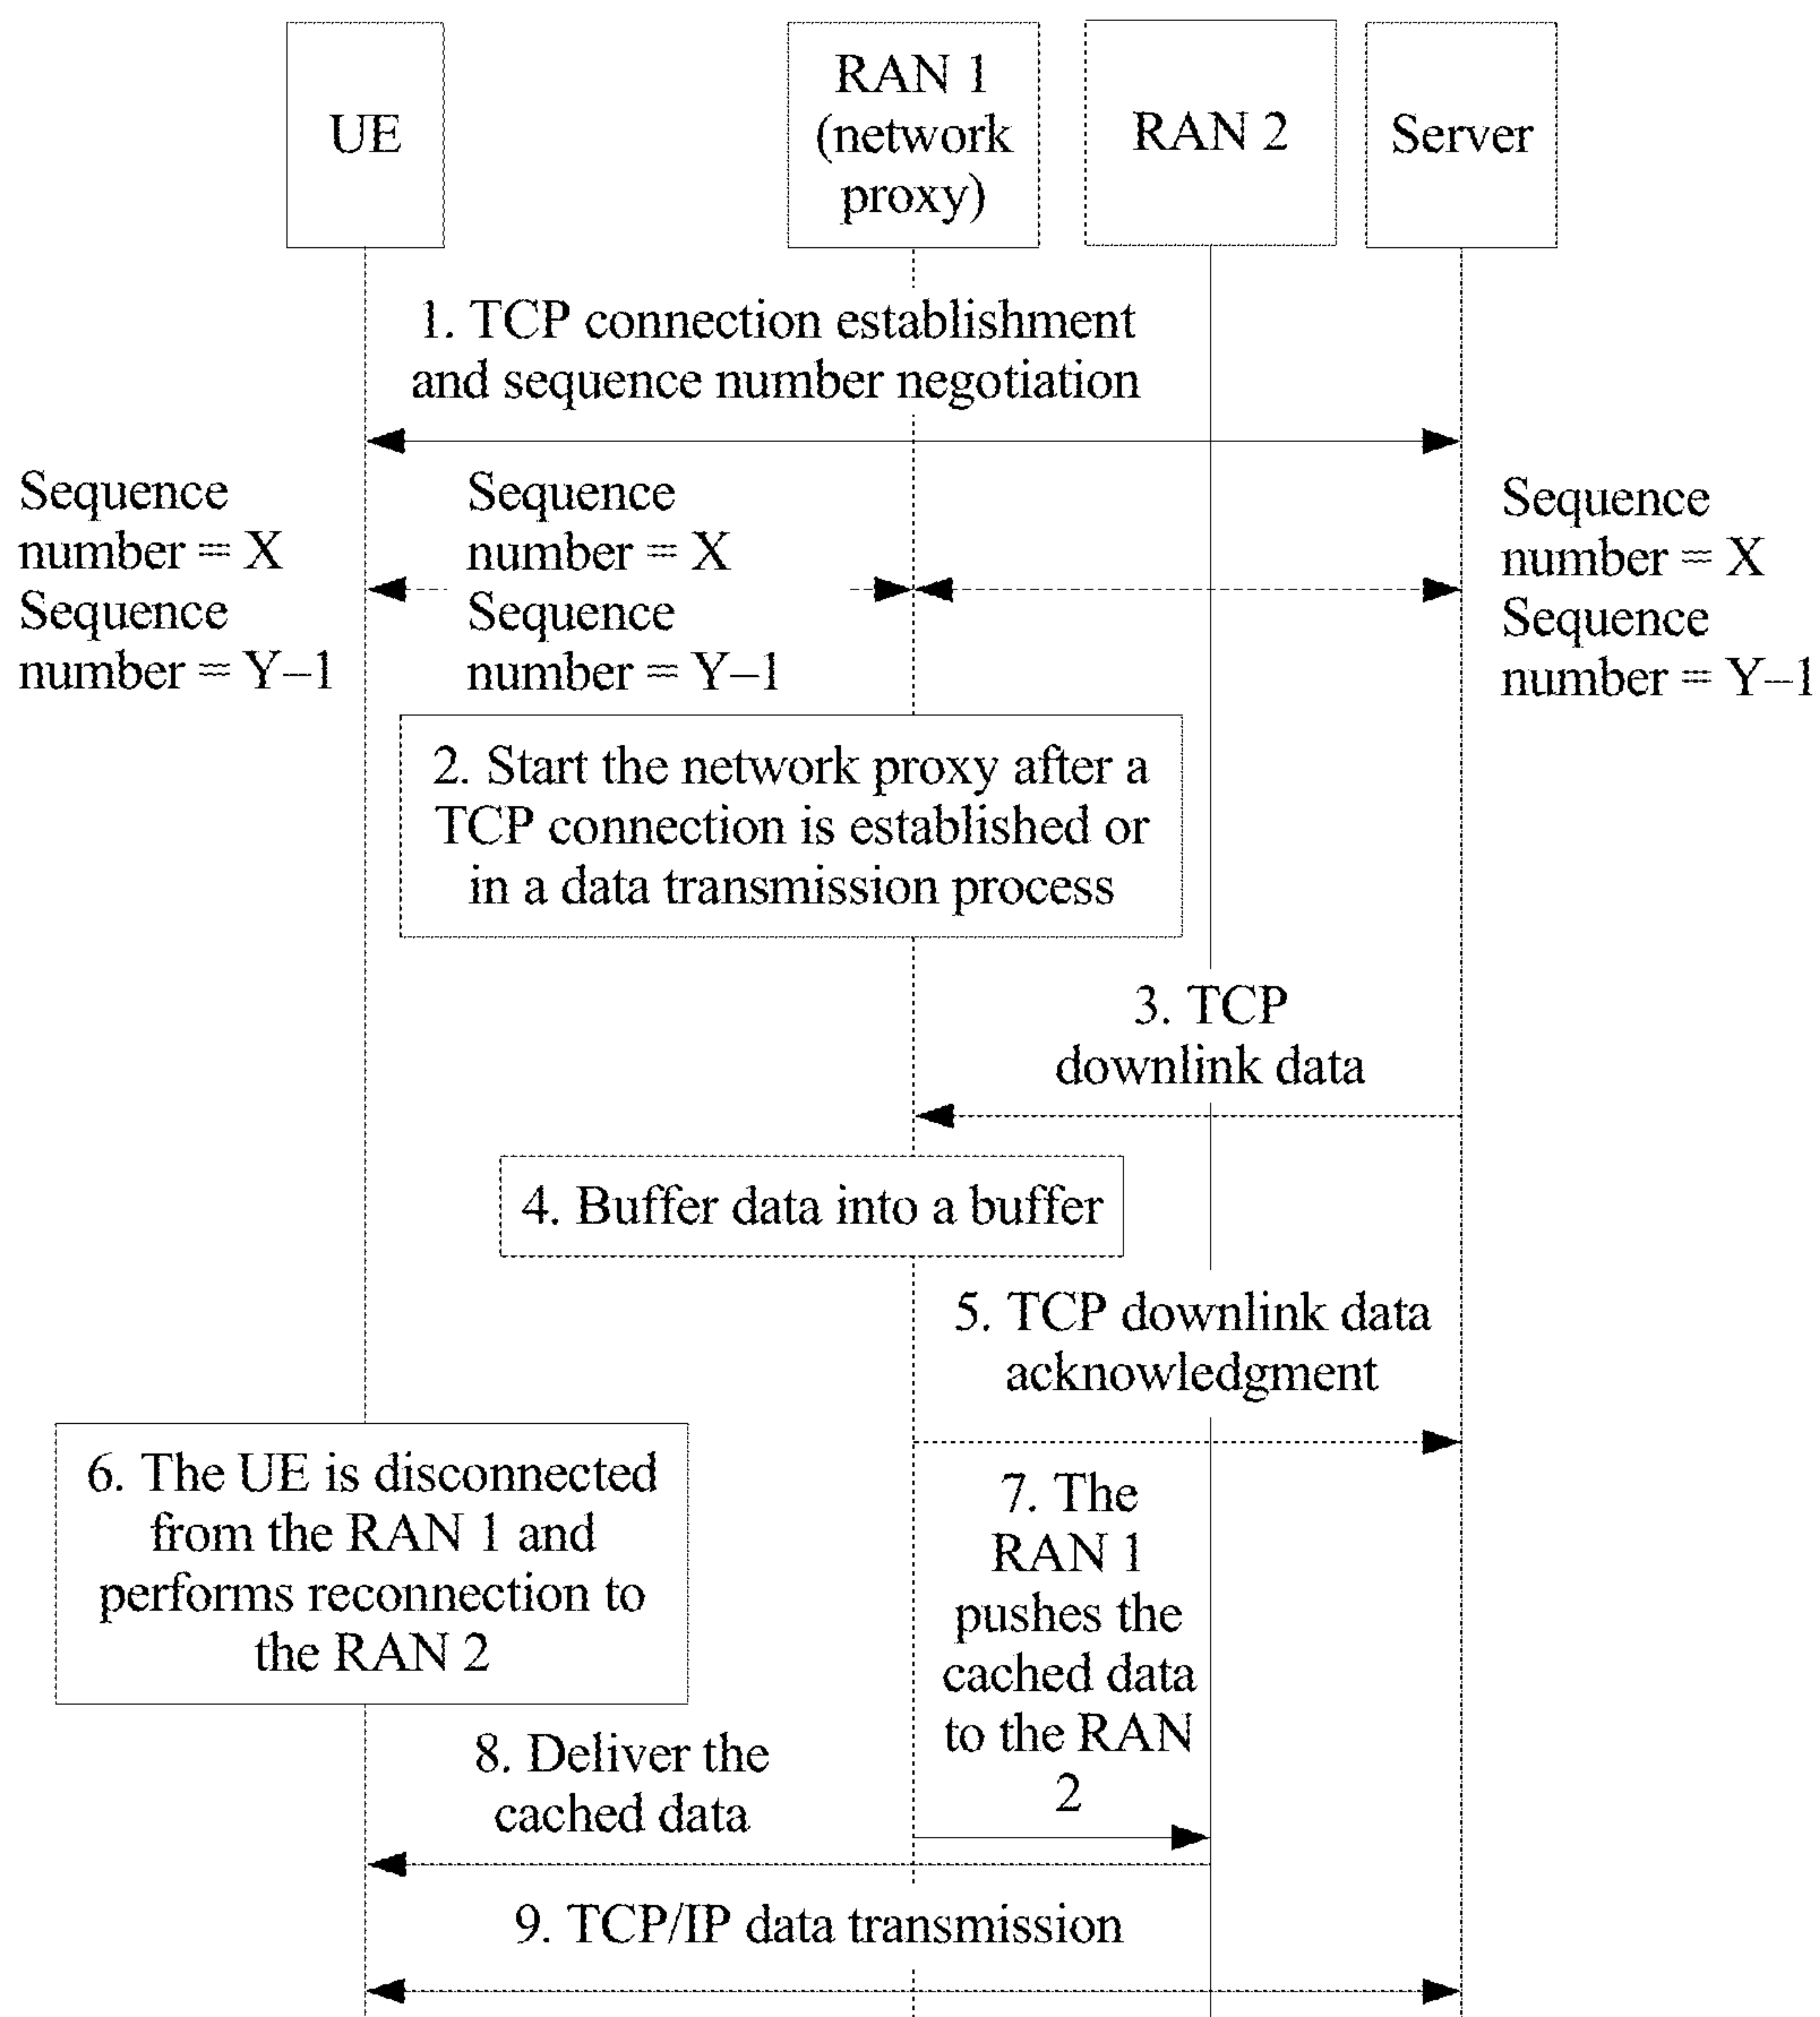 UE
RAN 1
(network
proxy)
RAN 2
Server
1. TCP connection establishment
and sequence number negotiation
Sequence
number = X
Sequence
number = Y–1
Sequence
number = X
Sequence
number = Y–1
Sequence
number = X
Sequence
number = Y–1
2. Start the network proxy after a
TCP connection is established or
in a data transmission process
3. TCP
downlink data
4. Buffer data into a buffer
5. TCP downlink data
acknowledgment
6. The UE is disconnected
from the RAN 1 and
performs reconnection to
the RAN 2
7. The
RAN 1
pushes the
cached data
to the RAN
2
8. Deliver the
cached data
9. TCP/IP data transmission